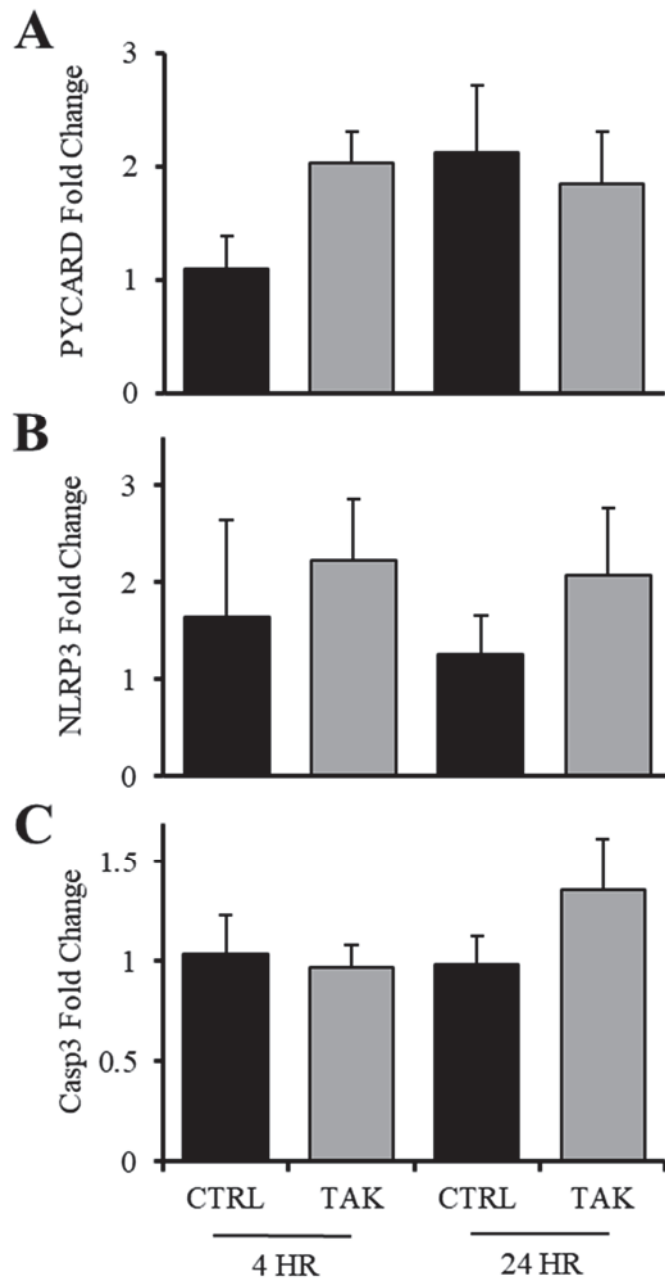 A
PYCARD Fold Change
3
2
1
0
B
NLRP3 Fold Change
3
2
1
0
C
Casp3 Fold Change
1.5
1
0.5
0
CTRL TAK CTRL TAK
4 HR 24 HR